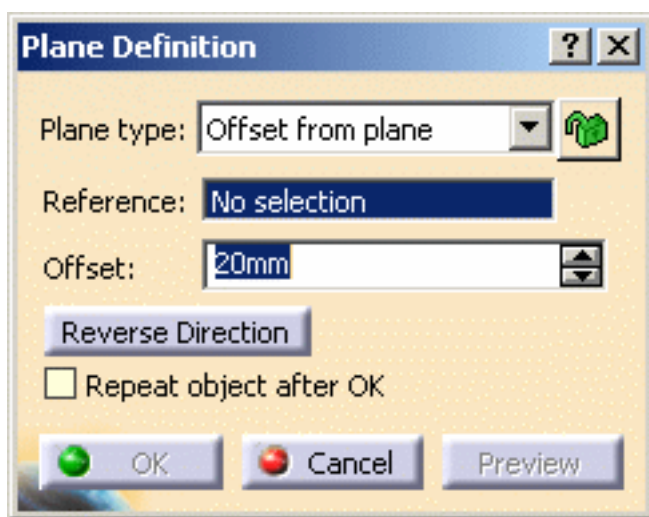 Plane Definition ? X
Plane type: Offset from plane
Reference: No selection
Offset: 20mm
Reverse Direction
Repeat object after OK
OK Cancel Preview